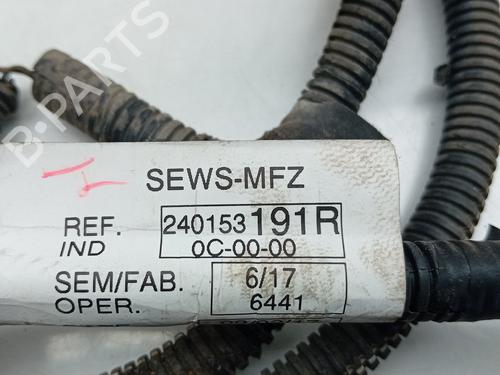 B-PARTS
SEWS-MFZ
REF. 240153191R
IND 0C-00-00
SEM/FAB. 6/17
OPER. 6441